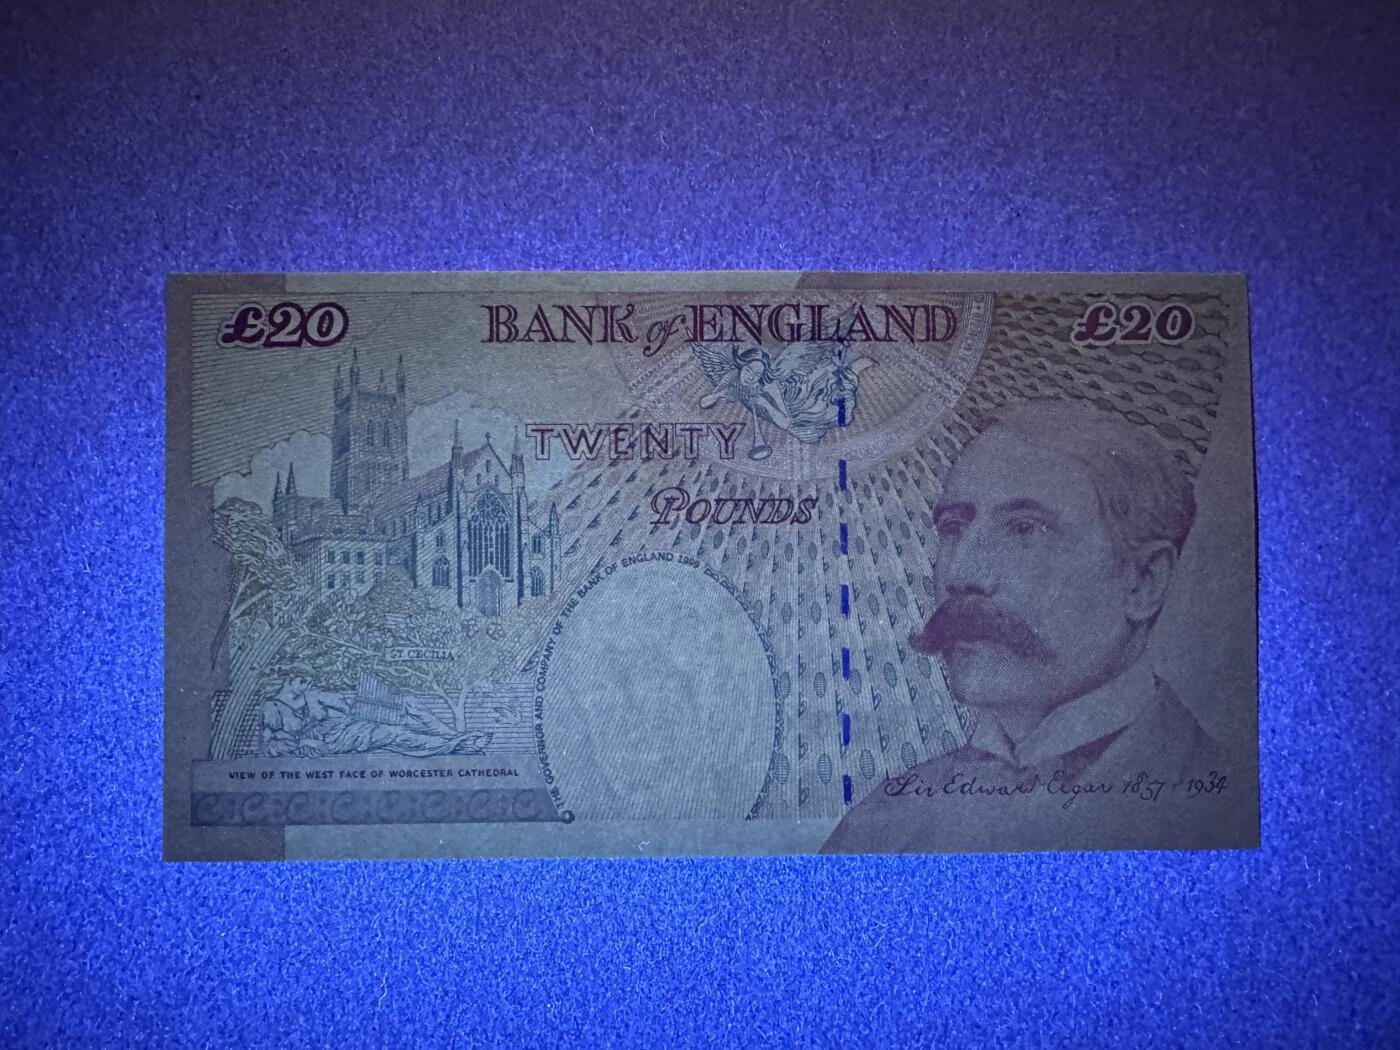 £20 BANK of ENGLAND £20
TWENTY
POUNDS
THE GOVERNOR AND COMPANY OF THE BANK OF ENGLAND 1999
ST CECILIA
VIEW OF THE WEST FACE OF WORCESTER CATHEDRAL
Sir Edward Elgar 1857 - 1934